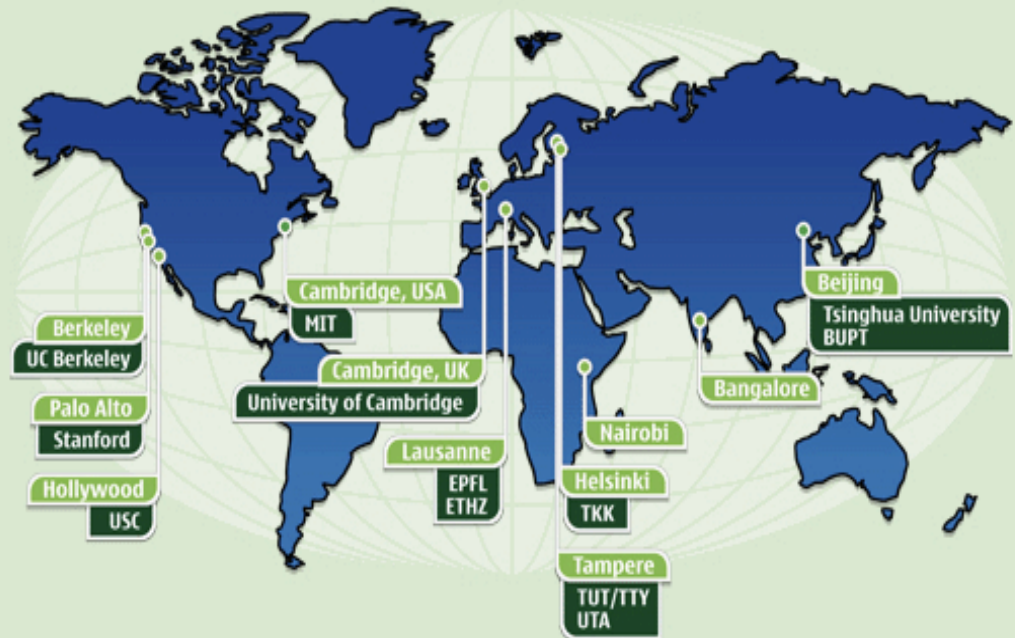 Berkeley
UC Berkeley
Palo Alto
Stanford
Hollywood
USC
Cambridge, USA
MIT
Cambridge, UK
University of Cambridge
Lausanne
EPFL
ETHZ
Nairobi
Helsinki
TKK
Tampere
TUT/TTY
UTA
Bangalore
Beijing
Tsinghua University
BUPT